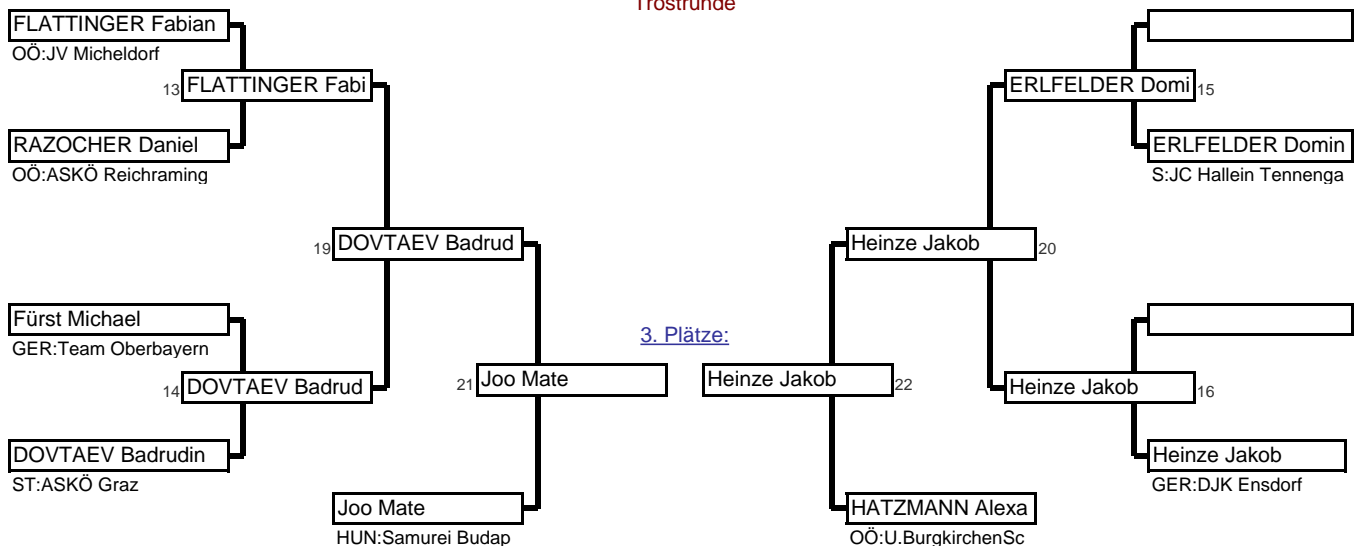 Trostrunde
FLATTINGER Fabian
OÖ:JV Micheldorf
13 FLATTINGER Fabi
ERLFELDER Domi 15
RAZOCHER Daniel
OÖ:ASKÖ Reichraming
ERLFELDER Domin
S:JC Hallein Tennenga
19 DOVTAEV Badrud
Heinze Jakob 20
Fürst Michael
GER:Team Oberbayern
3. Plätze:
14 DOVTAEV Badrud
21 Joo Mate
Heinze Jakob 22
Heinze Jakob 16
DOVTAEV Badrudin
ST:ASKÖ Graz
Heinze Jakob
GER:DJK Ensdorf
Joo Mate
HUN:Samurei Budap
HATZMANN Alexa
OÖ:U.BurgkirchenSc